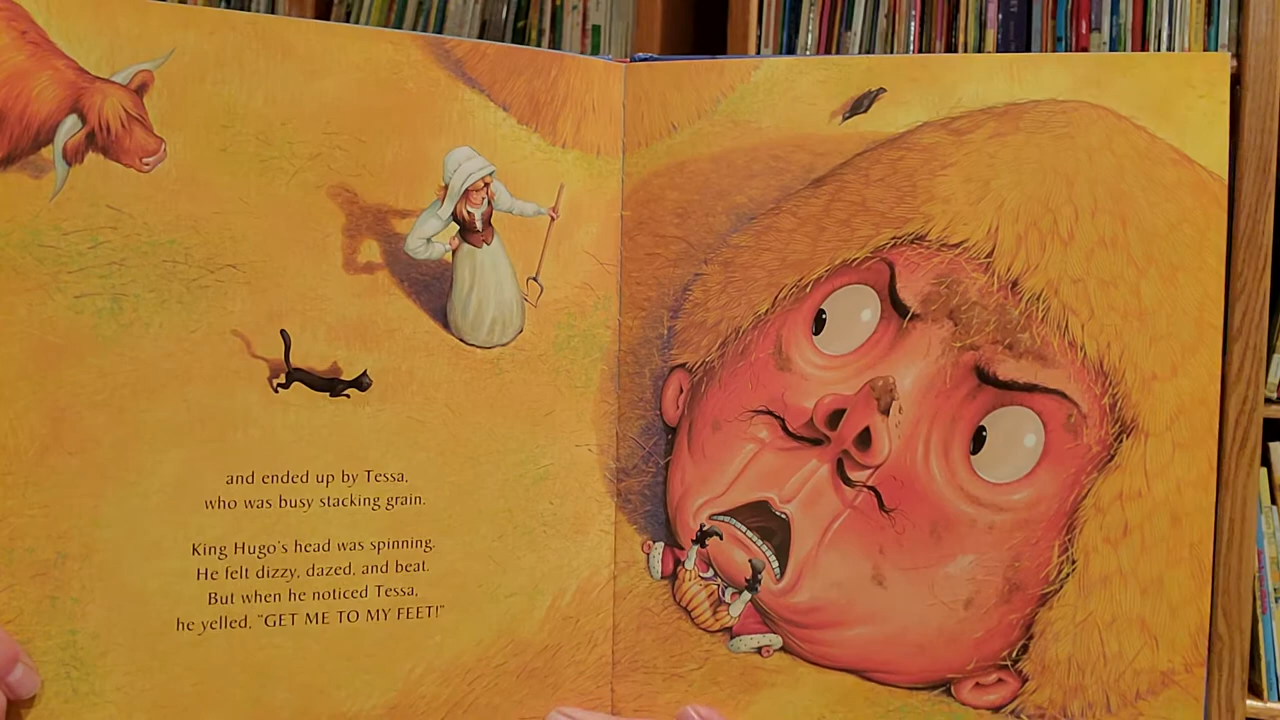 and ended up by Tessa,
who was busy stacking grain.
King Hugo's head was spinning.
He felt dizzy, dazed, and beat.
But when he noticed Tessa,
he yelled, "GET ME TO MY FEET!"